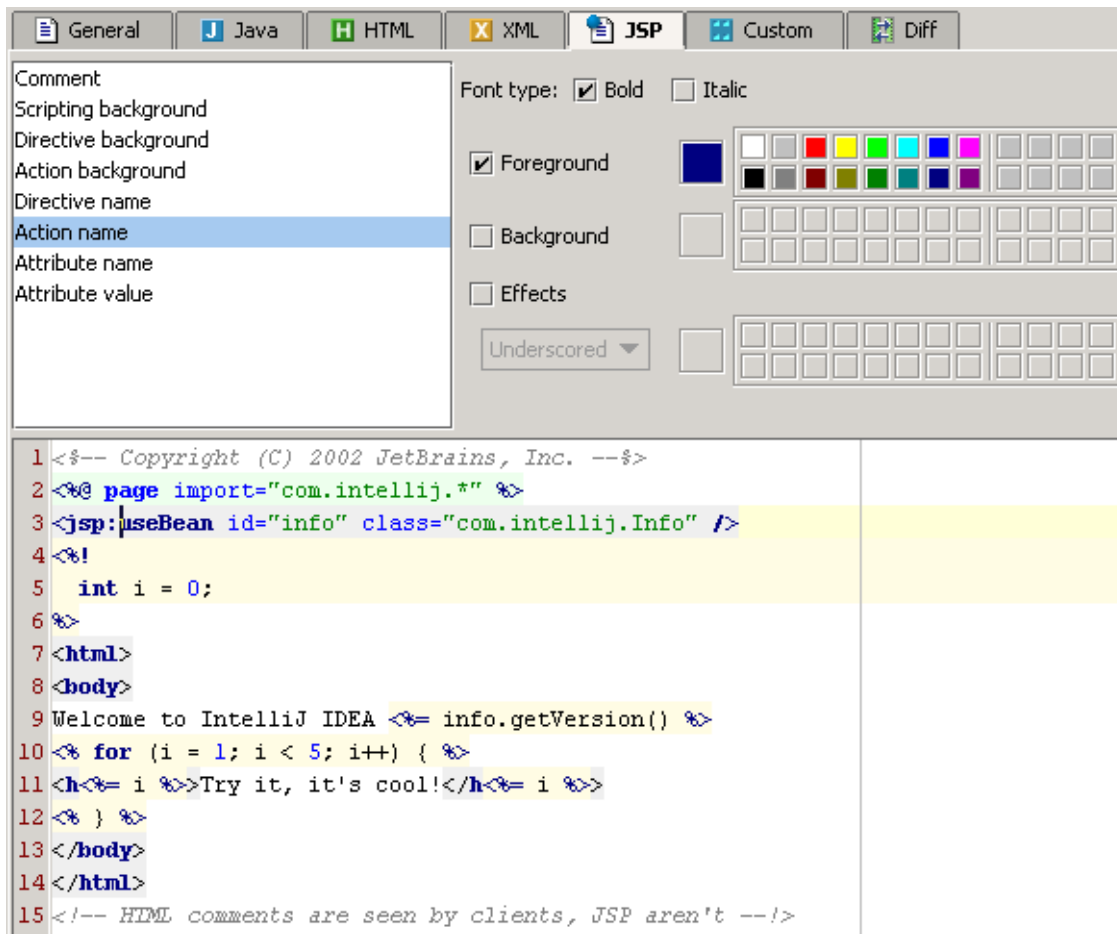 General Java HTML XML JSP Custom Diff
Comment
Scripting background
Directive background
Action background
Directive name
Action name
Attribute name
Attribute value
Font type: Bold Italic
Foreground
Background
Effects
Underscored
1 <%-- Copyright (C) 2002 JetBrains, Inc. --%>
2 <%@ page import="com.intellij.*" %>
3 <jsp:useBean id="info" class="com.intellij.Info" />
4 <%!
5   int i = 0;
6 %>
7 <html>
8 <body>
9 Welcome to IntelliJ IDEA <%= info.getVersion() %>
10 <% for (i = 1; i < 5; i++) { %>
11 <h<%= i %>>Try it, it's cool!</h<%= i %>>
12 <% } %>
13 </body>
14 </html>
15 <!-- HTML comments are seen by clients, JSP aren't --!>